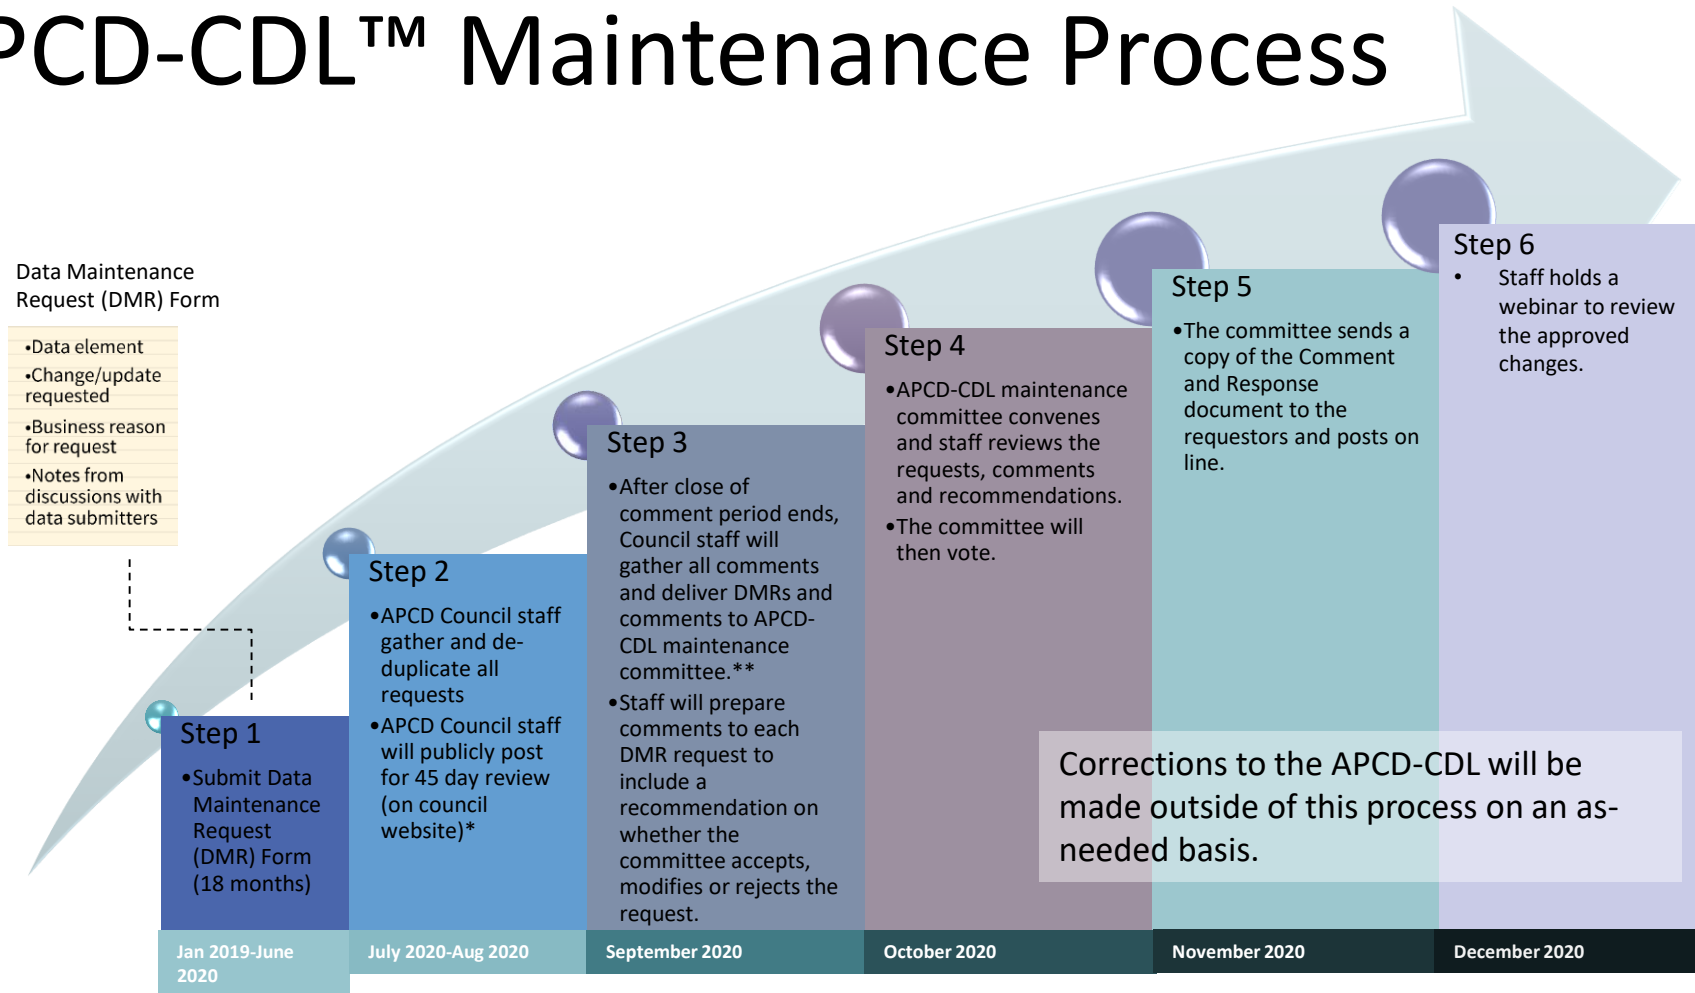 PCD-CDL™ Maintenance Process
Data Maintenance
Request (DMR) Form
•Data element
•Change/update
requested
•Business reason
for request
•Notes from
discussions with
data submitters
Step 1
•Submit Data
Maintenance
Request
(DMR) Form
(18 months)
Jan 2019-June
2020
Step 2
•APCD Council staff
gather and de-
duplicate all
requests
•APCD Council staff
will publicly post
for 45 day review
(on council
website)*
July 2020-Aug 2020
Step 3
•After close of
comment period ends,
Council staff will
gather all comments
and deliver DMRs and
comments to APCD-
CDL maintenance
committee.**
•Staff will prepare
comments to each
DMR request to
include a
recommendation on
whether the
committee accepts,
modifies or rejects the
request.
September 2020
Step 4
•APCD-CDL maintenance
committee convenes
and staff reviews the
requests, comments
and recommendations.
•The committee will
then vote.
October 2020
Step 5
•The committee sends a
copy of the Comment
and Response
document to the
requestors and posts on
line.
November 2020
Step 6
• Staff holds a
webinar to review
the approved
changes.
December 2020
Corrections to the APCD-CDL will be
made outside of this process on an as-
needed basis.